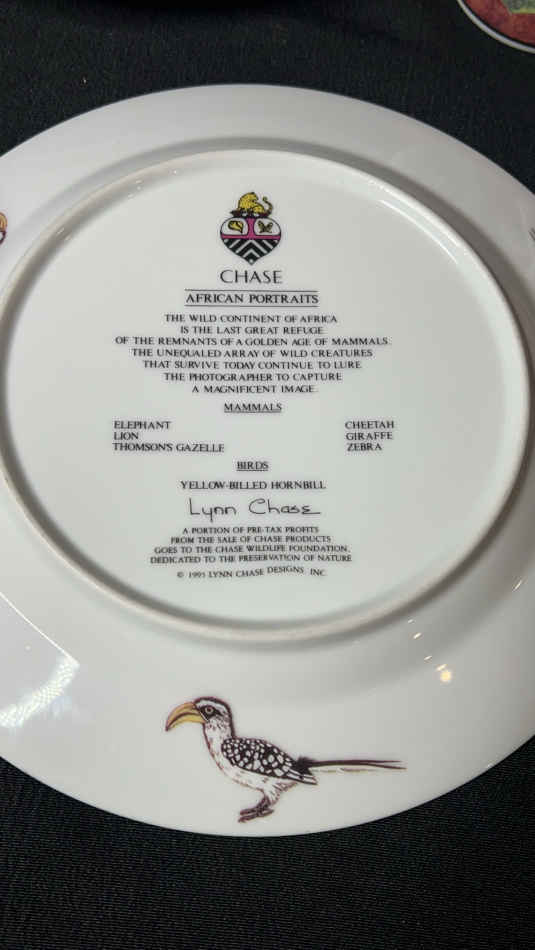 CHASE
AFRICAN PORTRAITS
THE WILD CONTINENT OF AFRICA
IS THE LAST GREAT REFUGE
OF THE REMNANTS OF A GOLDEN AGE OF MAMMALS.
THE UNEQUALED ARRAY OF WILD CREATURES
THAT SURVIVE TODAY CONTINUE TO LURE
THE PHOTOGRAPHER TO CAPTURE
A MAGNIFICENT IMAGE.
MAMMALS
ELEPHANT CHEETAH
LION GIRAFFE
THOMSON'S GAZELLE ZEBRA
BIRDS
YELLOW-BILLED HORNBILL
Lynn Chase
A PORTION OF PRE-TAX PROFITS
FROM THE SALE OF CHASE PRODUCTS
GOES TO THE CHASE WILDLIFE FOUNDATION,
DEDICATED TO THE PRESERVATION OF NATURE
© 1995 LYNN CHASE DESIGNS, INC